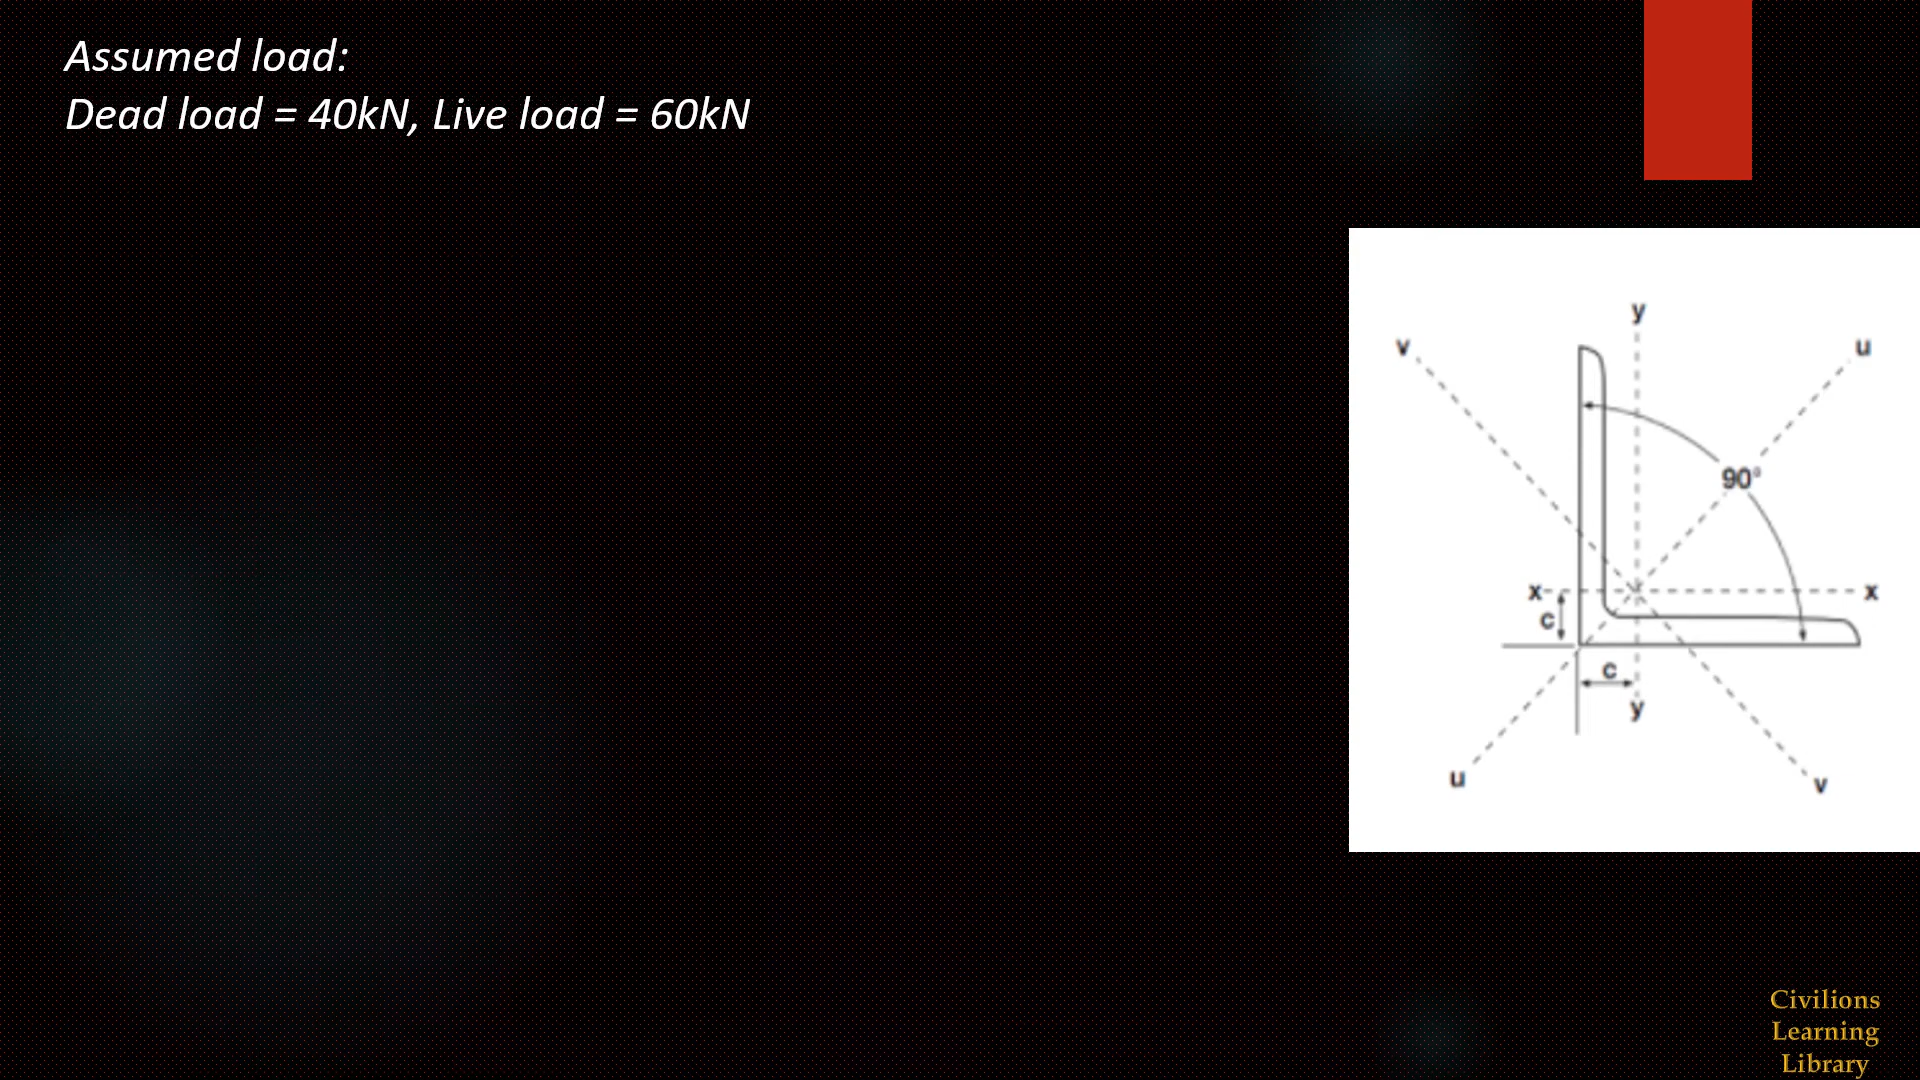 Assumed load:
Dead load = 40kN, Live load = 60kN
y
v
u
90°
x
x
c
c
y
u
v
Civilions
Learning
Library